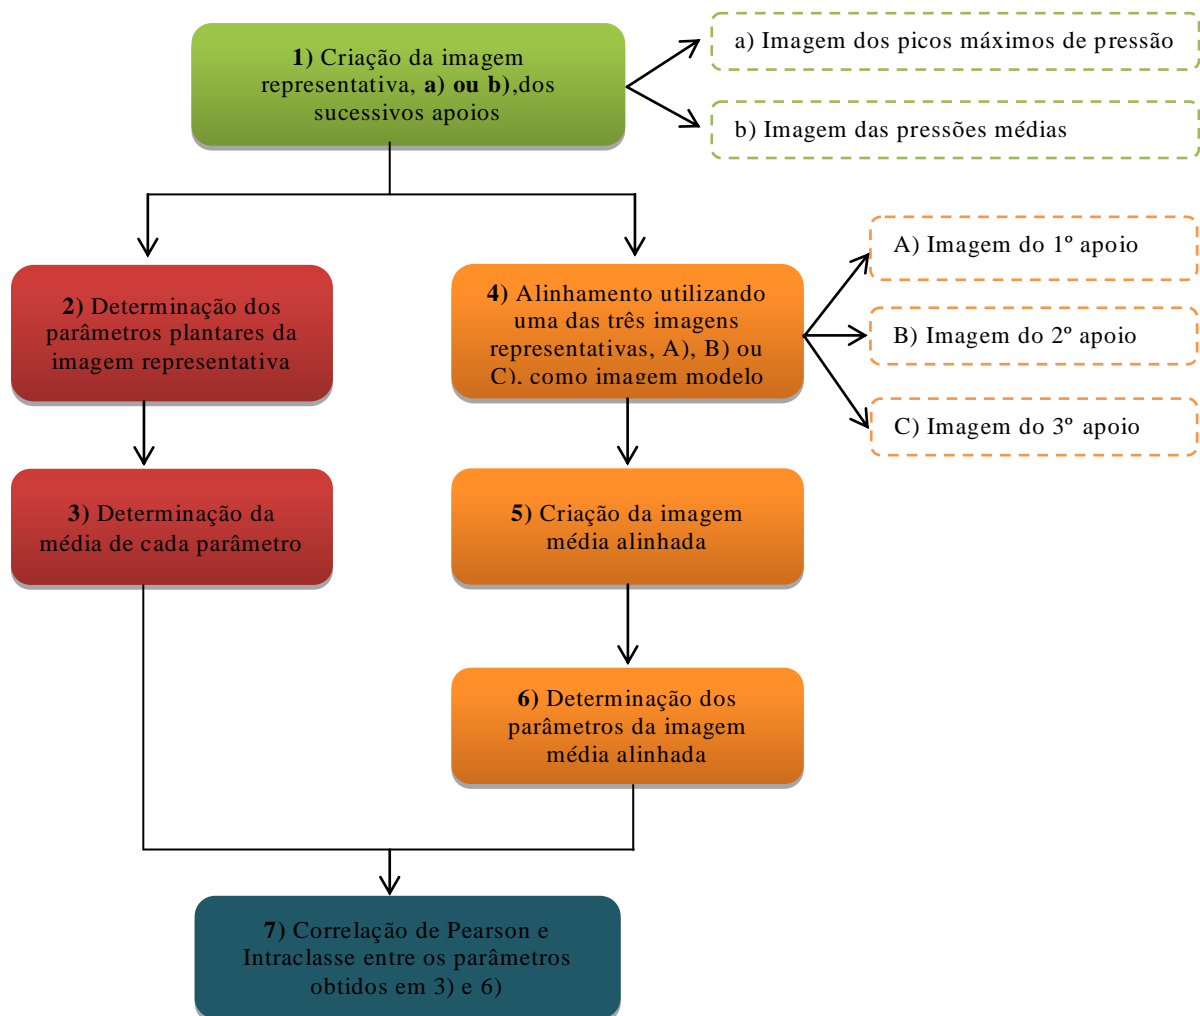 1) Criação da imagem
representativa, a) ou b),dos
sucessivos apoios
a) Imagem dos picos máximos de pressão
b) Imagem das pressões médias
2) Determinação dos
parâmetros plantares da
imagem representativa
4) Alinhamento utilizando
uma das três imagens
representativas, A), B) ou
C), como imagem modelo
A) Imagem do 1º apoio
B) Imagem do 2º apoio
C) Imagem do 3º apoio
3) Determinação da
média de cada parâmetro
5) Criação da imagem
média alinhada
6) Determinação dos
parâmetros da imagem
média alinhada
7) Correlação de Pearson e
Intraclasse entre os parâmetros
obtidos em 3) e 6)